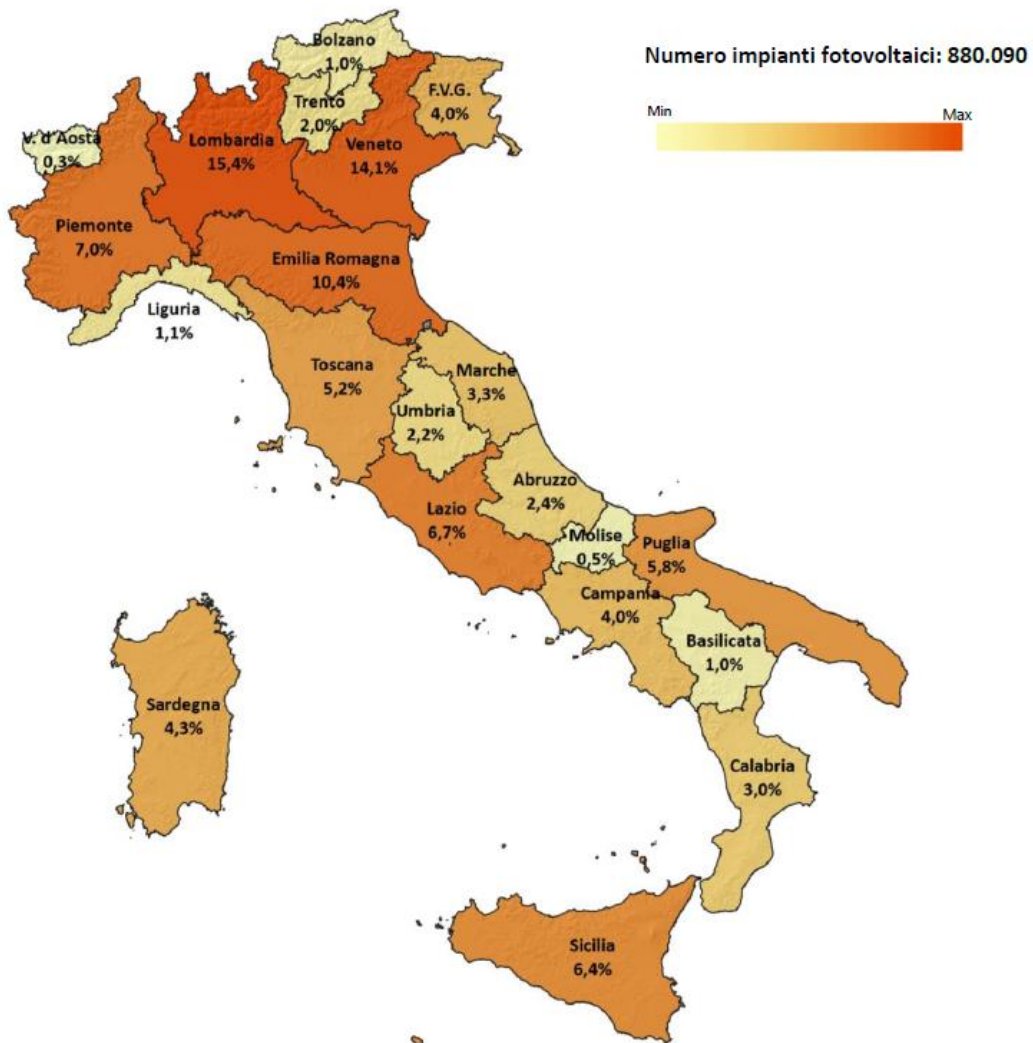 Numero impianti fotovoltaici: 880.090
Min
Max
Bolzano
1,0%
Trento
2,0%
F.V.G.
4,0%
V. d'Aosta
0,3%
Lombardia
15,4%
Veneto
14,1%
Piemonte
7,0%
Emilia Romagna
10,4%
Liguria
1,1%
Toscana
5,2%
Marche
3,3%
Umbria
2,2%
Abruzzo
2,4%
Lazio
6,7%
Molise
0,5%
Puglia
5,8%
Campania
4,0%
Basilicata
1,0%
Sardegna
4,3%
Calabria
3,0%
Sicilia
6,4%